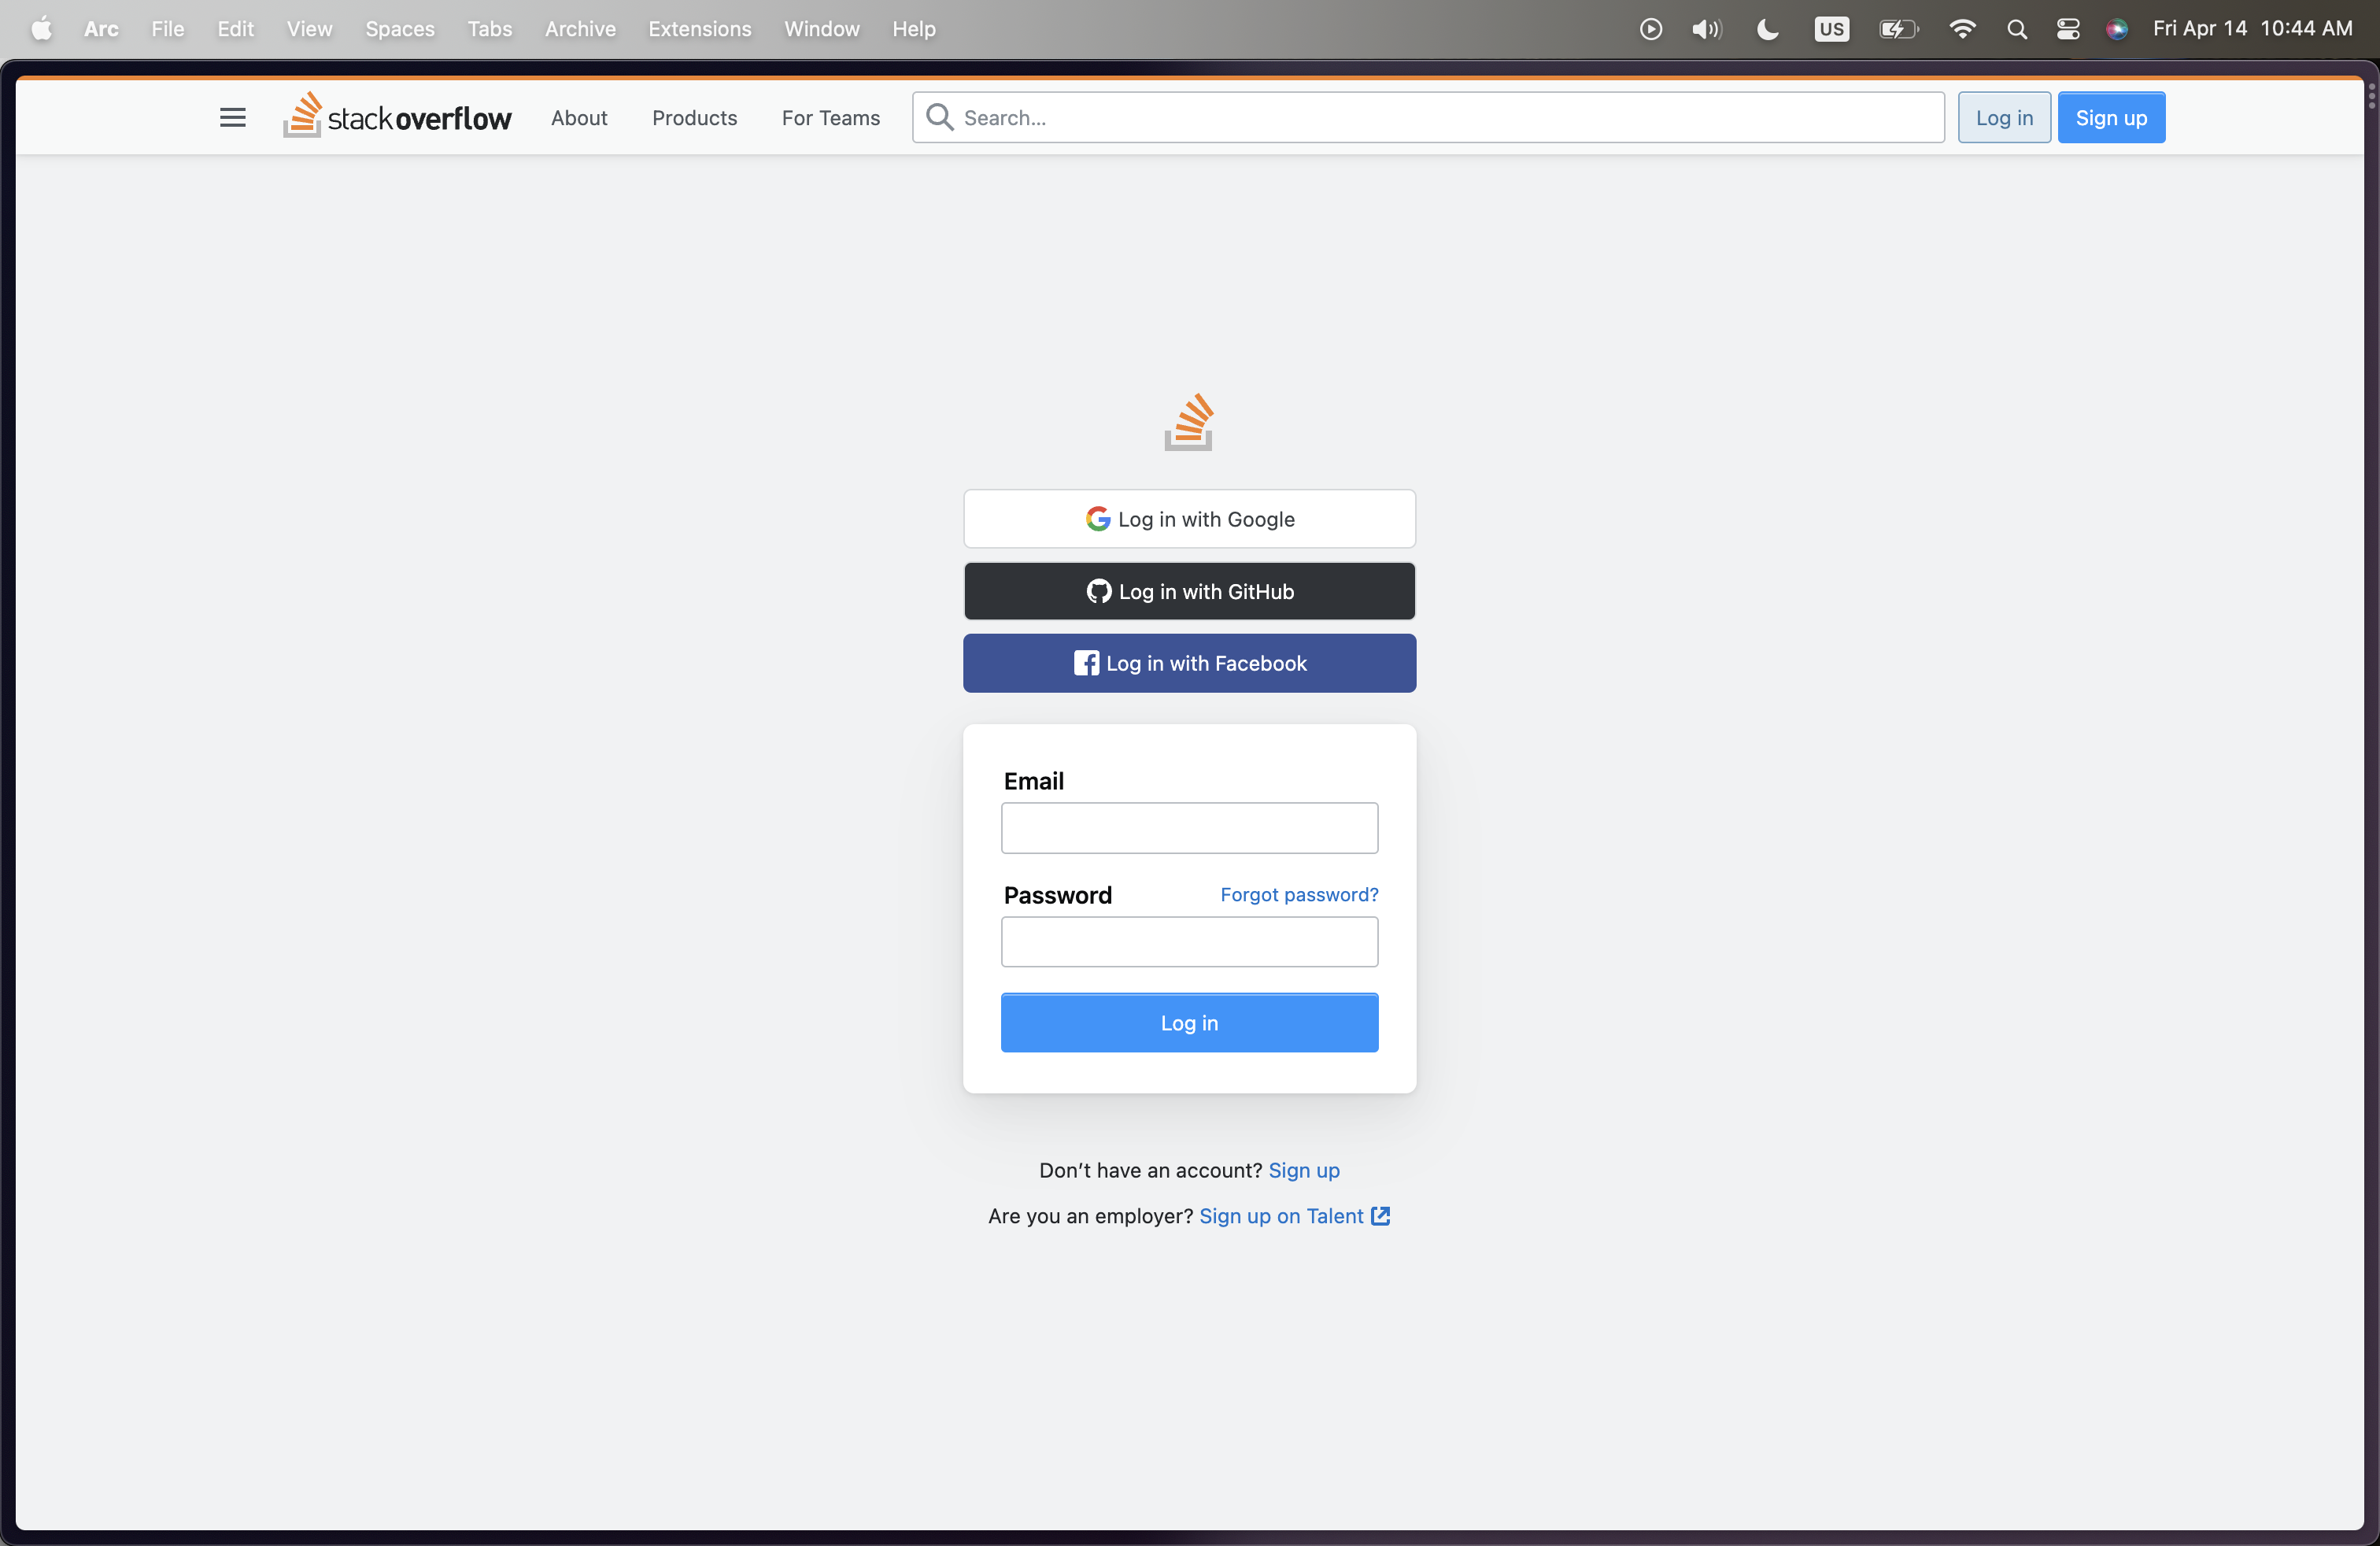 Arc File Edit View Spaces Tabs Archive Extensions Window Help US Fri Apr 14 10:44 AM
stackoverflow About Products For Teams Search... Log in Sign up
Log in with Google
Log in with GitHub
Log in with Facebook
Email
Password Forgot password?
Log in
Don’t have an account? Sign up
Are you an employer? Sign up on Talent